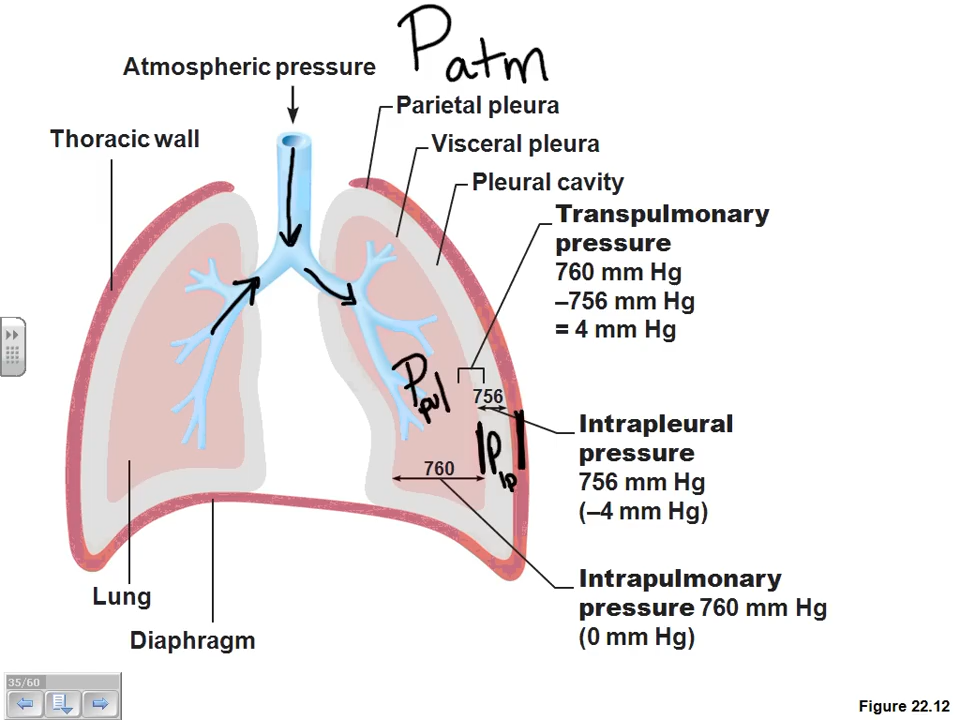 Patm
Atmospheric pressure
Parietal pleura
Thoracic wall
Visceral pleura
Pleural cavity
Transpulmonary
pressure
760 mm Hg
–756 mm Hg
= 4 mm Hg
Ppul
756
Intrapleural
pressure
756 mm Hg
(–4 mm Hg)
Pip
760
Intrapulmonary
pressure 760 mm Hg
(0 mm Hg)
Lung
Diaphragm
35/60
Figure 22.12